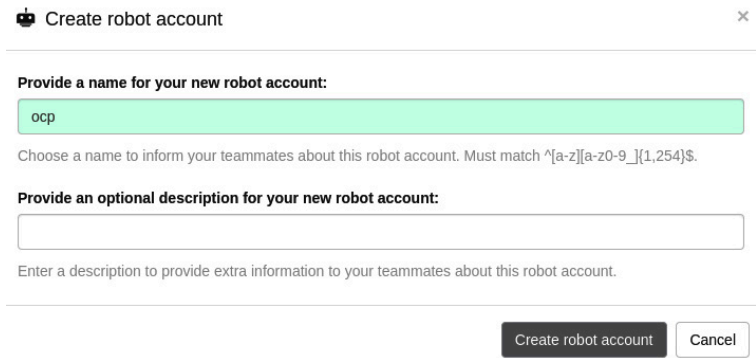 Create robot account
×
Provide a name for your new robot account:
ocp
Choose a name to inform your teammates about this robot account. Must match ^[a-z][a-z0-9_]{1,254}$.
Provide an optional description for your new robot account:
Enter a description to provide extra information to your teammates about this robot account.
Create robot account Cancel